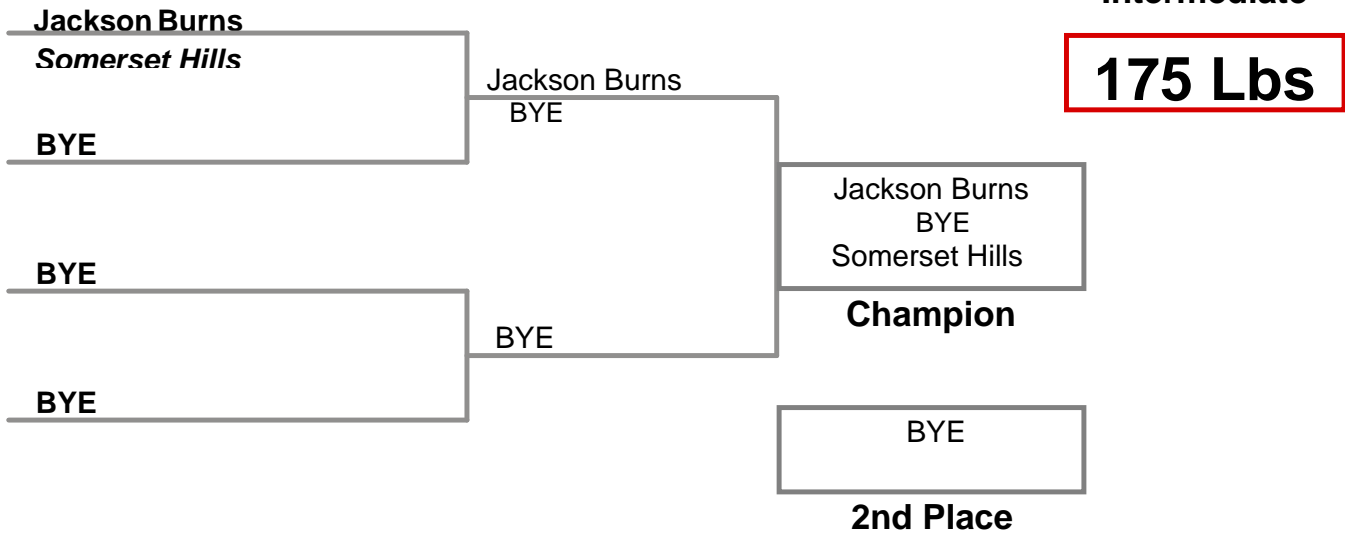 Intermediate
175 Lbs
Jackson Burns
Somerset Hills
BYE
BYE
BYE
Jackson Burns
BYE
BYE
Jackson Burns
BYE
Somerset Hills
Champion
BYE
2nd Place